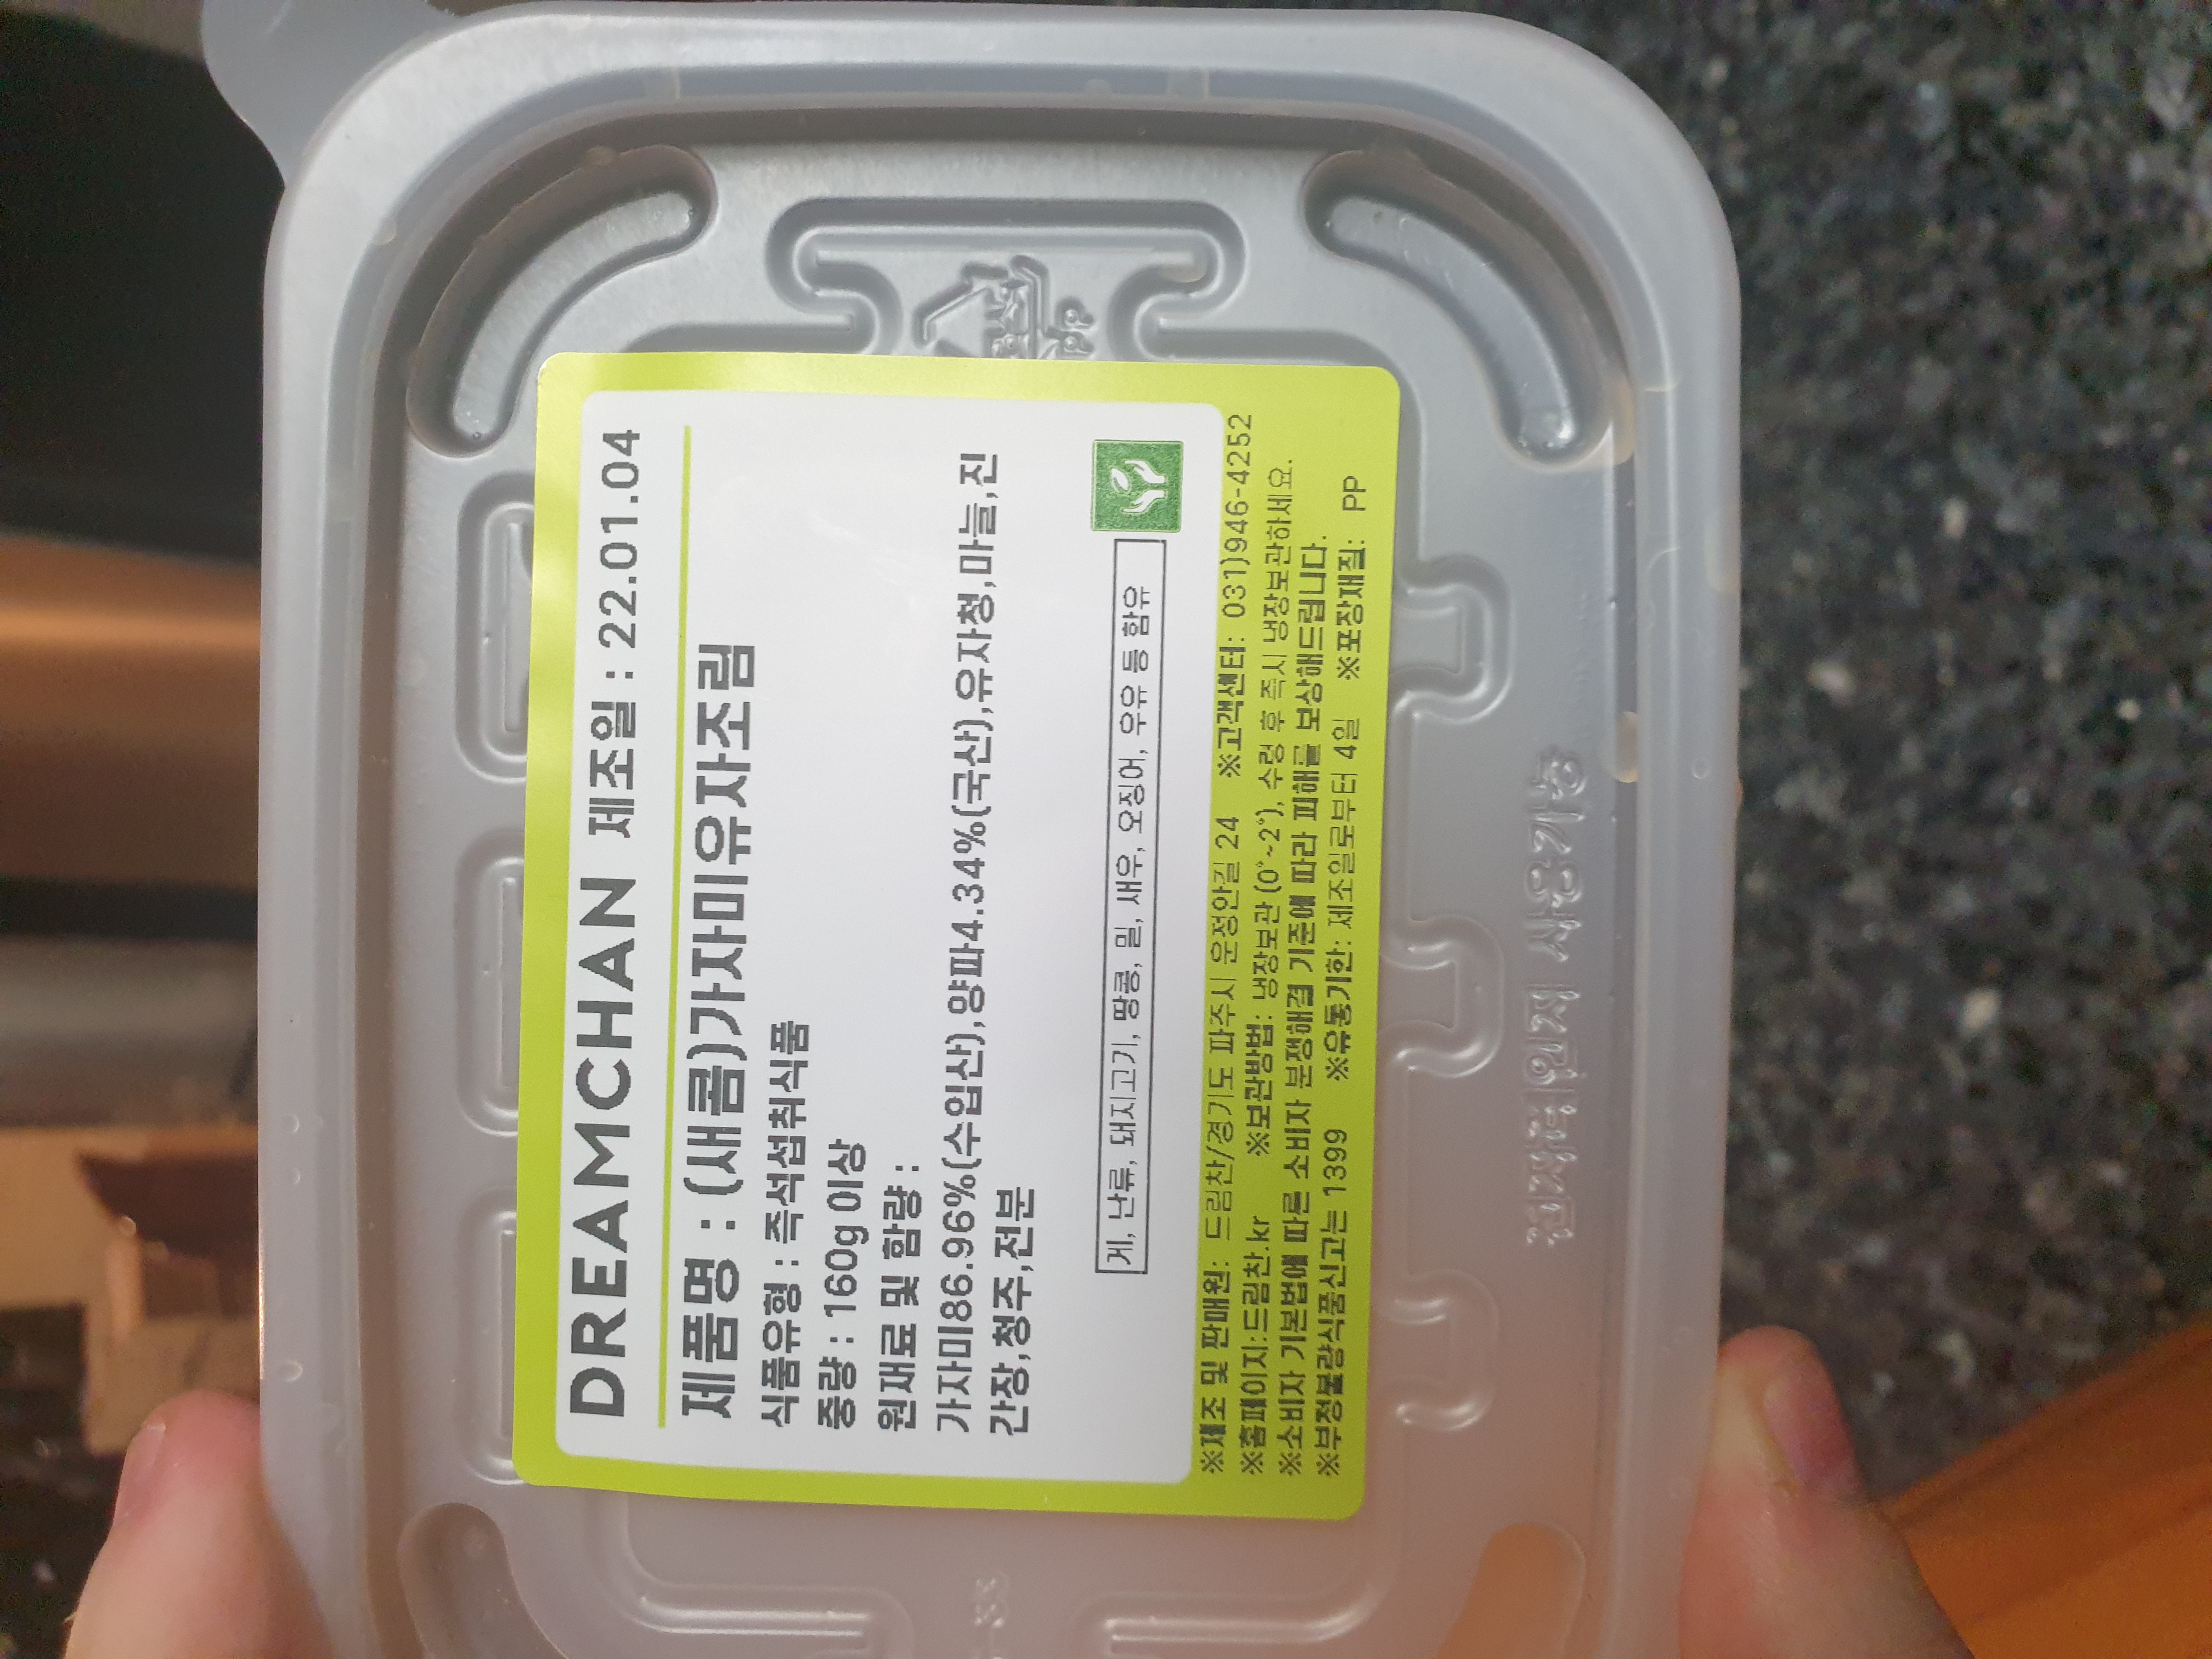 DREAMCHAN 제조일 : 22.01.04
제품명 : (새콤)가자미유자조림
식품유형 : 즉석섭취식품
중량 : 160g 이상
원재료 및 함량 :
가자미86.96%(수입산),양파4.34%(국산),유자청,마늘,진
간장,청주,전분
게, 난류, 돼지고기, 땅콩, 밀, 새우, 오징어, 우유 등 함유
※제조 및 판매원: 드림찬/경기도 파주시 운정안길 24 ※고객센터: 031)946-4252
※홈페이지:드림찬.kr ※보관방법: 냉장보관 (0°~2°), 수령 후 즉시 냉장보관하세요.
※소비자 기본법에 따른 소비자 분쟁해결 기준에 따라 피해를 보상해드립니다.
※부정불량식품신고는 1399 ※유통기한: 제조일로부터 4일 ※포장재질: PP
전자레인지 사용가능